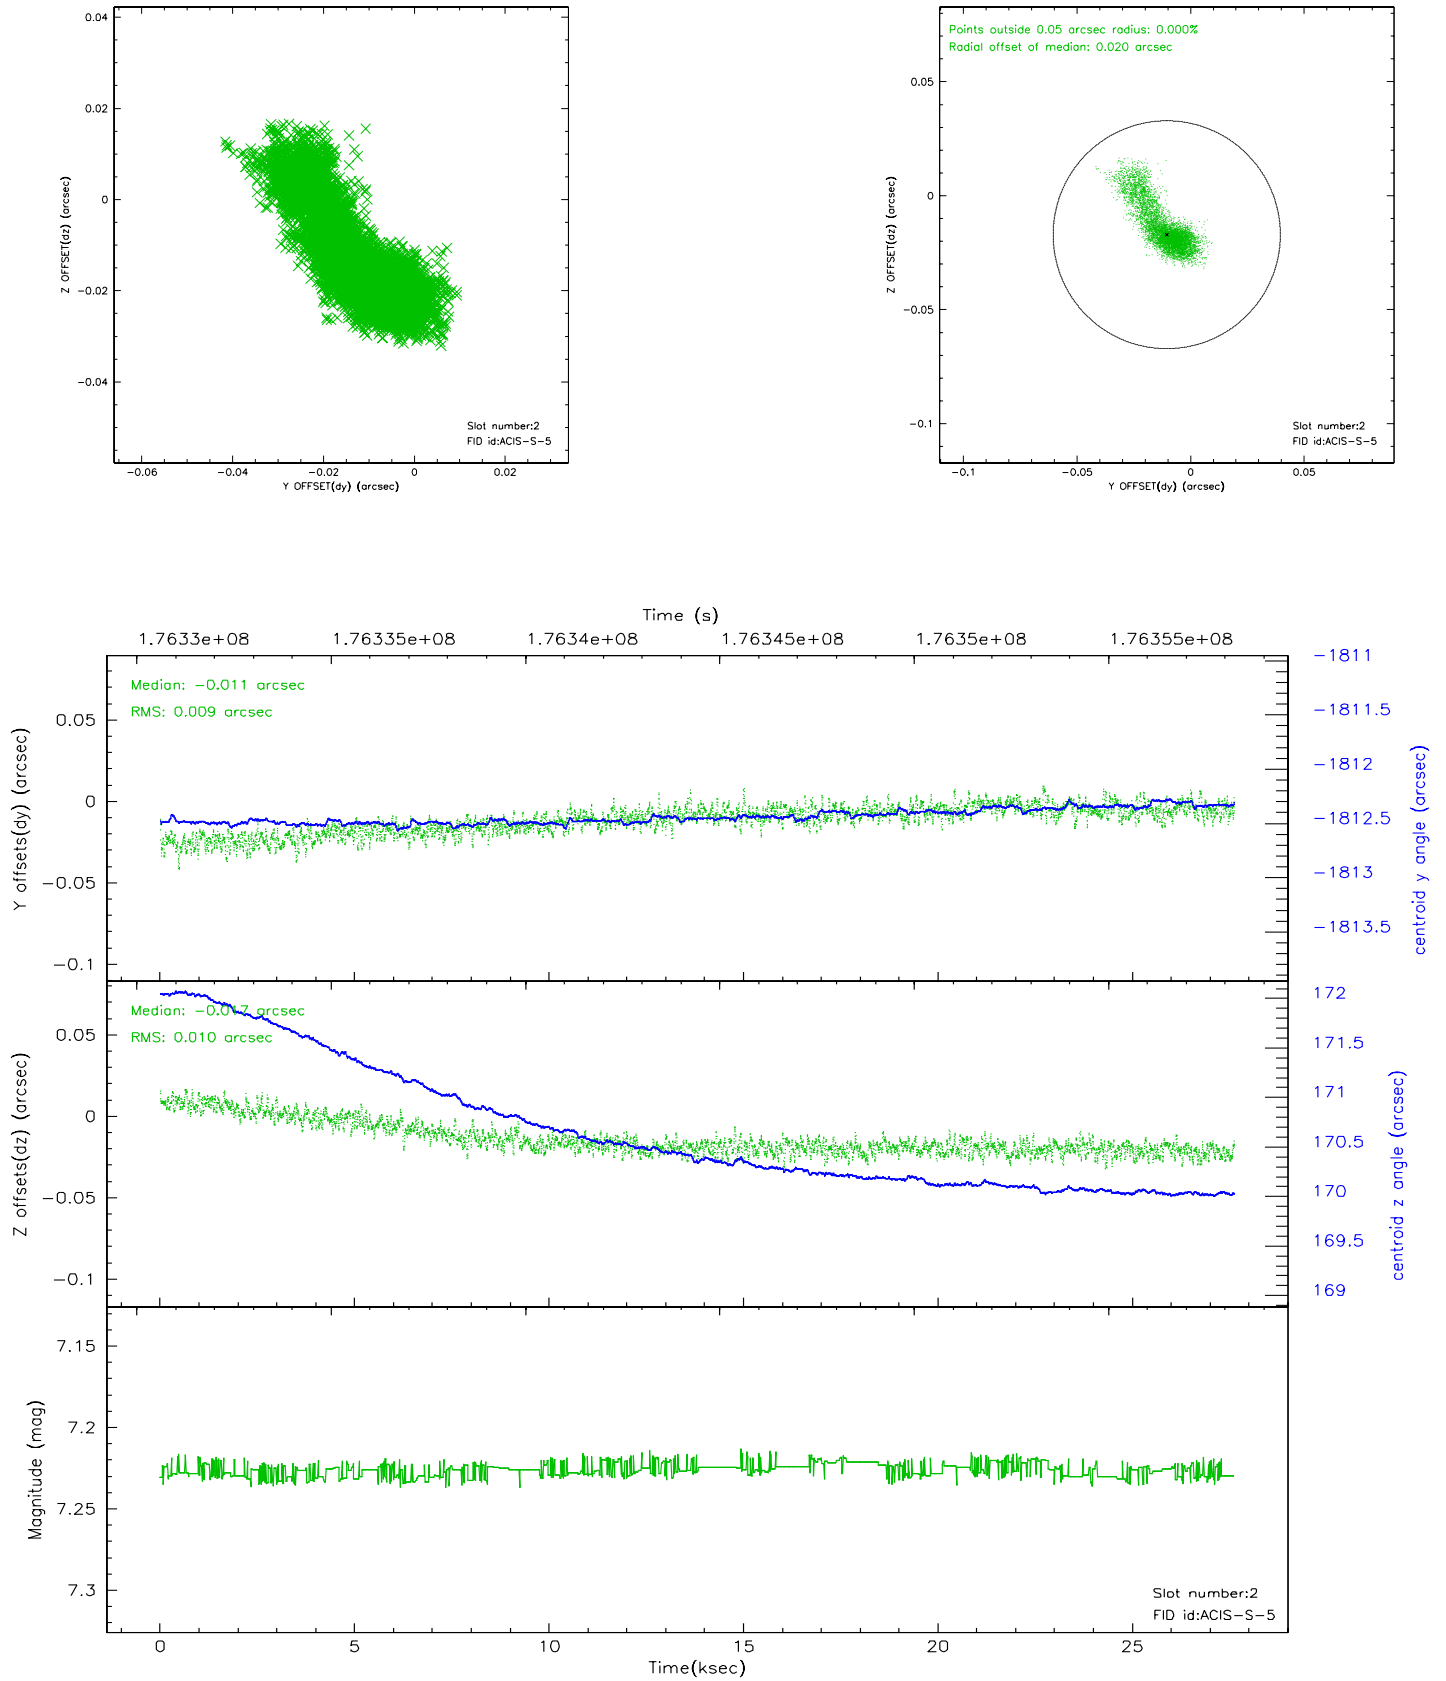 0.04
0.02
0
−0.02
−0.04
Z OFFSET(dz) (arcsec)
Slot number:2
FID id:ACIS−S−5
−0.06
−0.04
−0.02
0
0.02
Y OFFSET(dy) (arcsec)
Points outside 0.05 arcsec radius: 0.000%
Radial offset of median: 0.020 arcsec
0.05
0
−0.05
−0.1
Z OFFSET(dz) (arcsec)
Slot number:2
FID id:ACIS−S−5
−0.1
−0.05
0
0.05
Y OFFSET(dy) (arcsec)
Time (s)
1.7633e+08
1.76335e+08
1.7634e+08
1.76345e+08
1.7635e+08
1.76355e+08
Median: −0.011 arcsec
RMS: 0.009 arcsec
0.05
0
−0.05
−0.1
Y offsets(dy) (arcsec)
−1811
−1811.5
−1812
−1812.5
−1813
−1813.5
centroid y angle (arcsec)
Median: −0.017 arcsec
RMS: 0.010 arcsec
0.05
0
−0.05
−0.1
Z offsets(dz) (arcsec)
172
171.5
171
170.5
170
169.5
169
centroid z angle (arcsec)
7.15
7.2
7.25
7.3
Magnitude (mag)
Slot number:2
FID id:ACIS−S−5
0
5
10
15
20
25
Time(ksec)